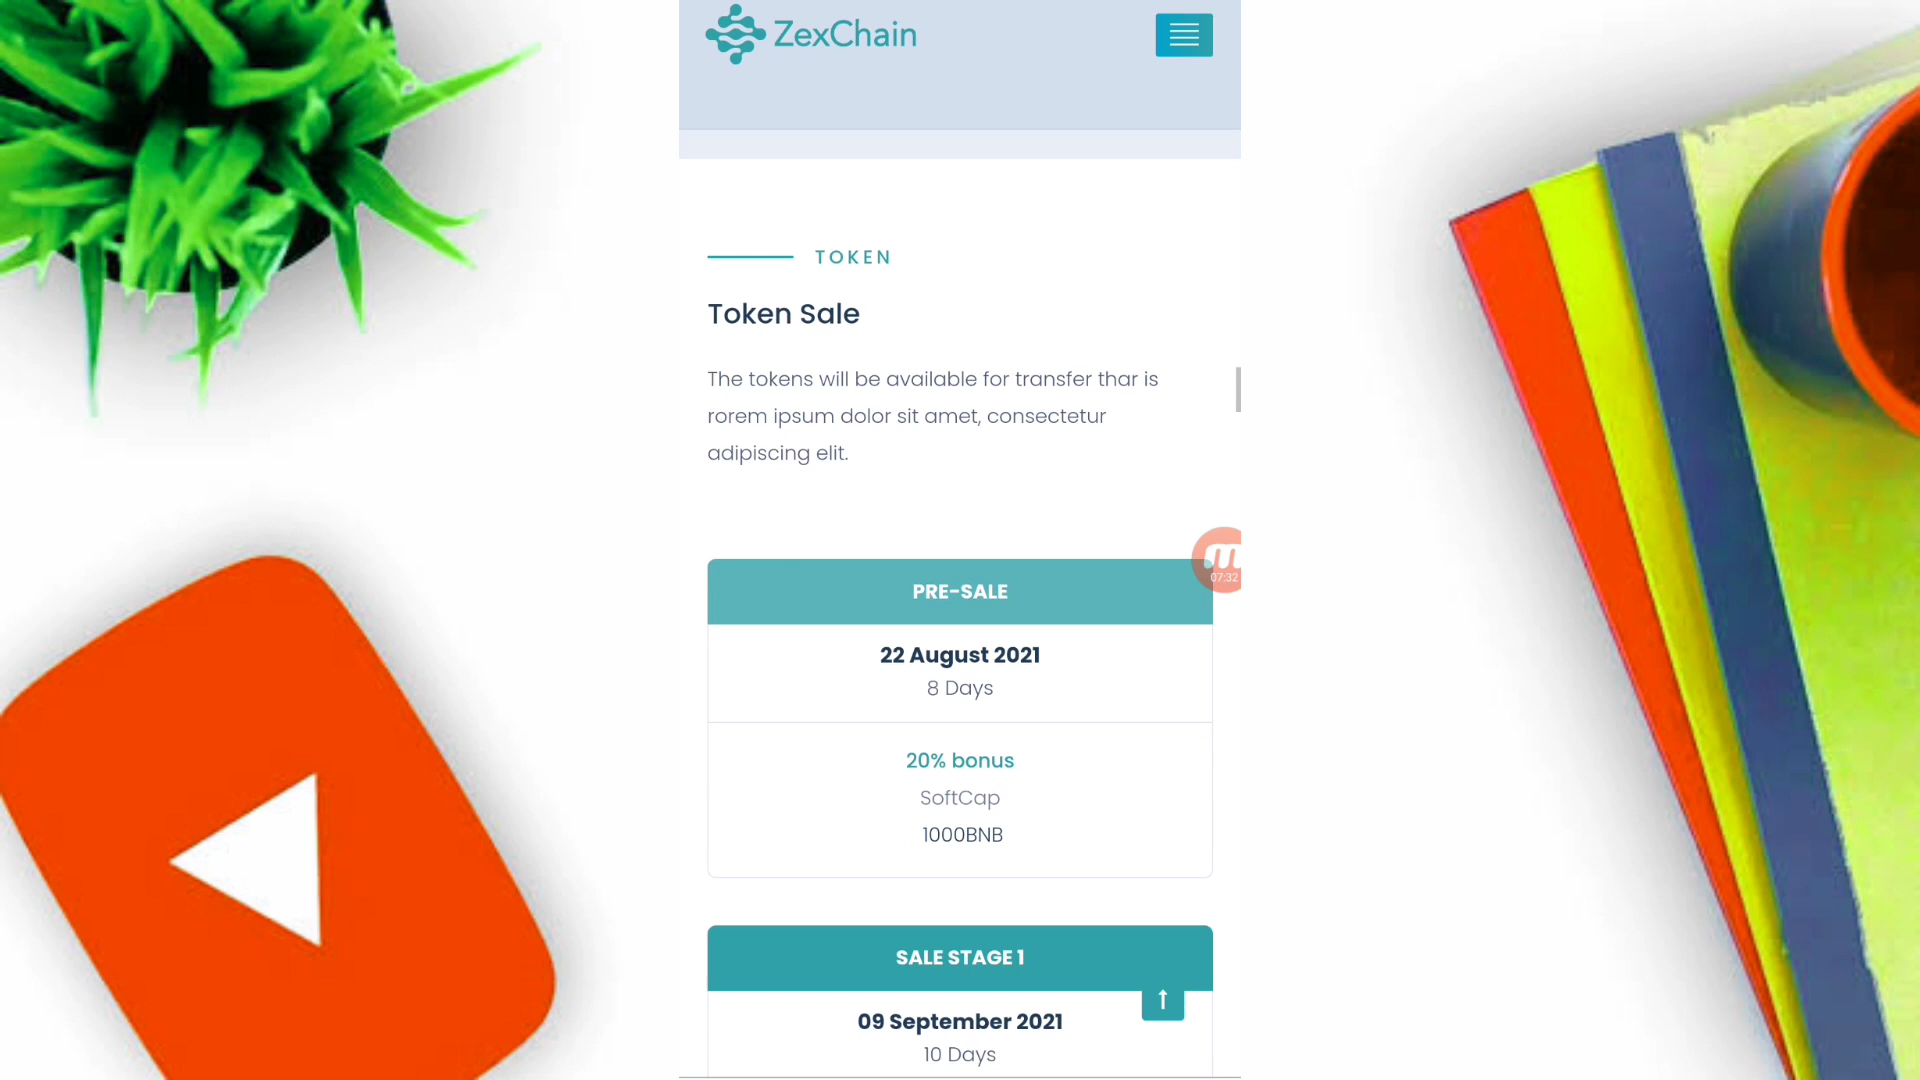 ZexChain
TOKEN
Token Sale
The tokens will be available for transfer thar is
rorem ipsum dolor sit amet, consectetur
adipiscing elit.
07:32
PRE-SALE
22 August 2021
8 Days
20% bonus
SoftCap
1000BNB
SALE STAGE 1
09 September 2021
10 Days